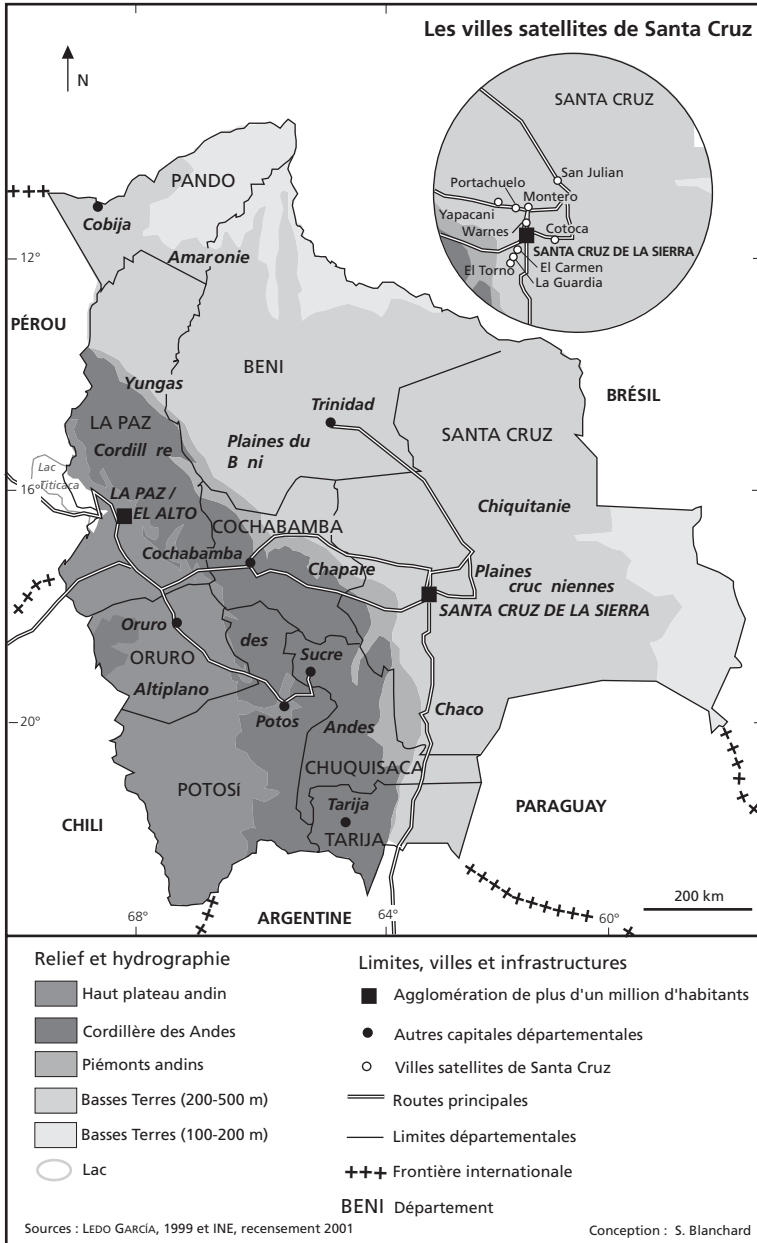 Les villes satellites de Santa Cruz
N
SANTA CRUZ
San Julian
Portachuelo
Montero
Yapacani
Warnes
Cotoca
SANTA CRUZ DE LA SIERRA
El Torno
El Carmen
La Guardia
PANDO
Cobija
12°
Amaronie
PÉROU
BENI
BRÉSIL
Yungas
Trinidad
LA PAZ
SANTA CRUZ
Cordill re
Plaines du
B ni
Lac
Titicaca
16°
LA PAZ /
EL ALTO
Chiquitanie
COCHABAMBA
Cochabamba
Chapare
Plaines
cruc niennes
SANTA CRUZ DE LA SIERRA
Oruro
des
ORURO
Sucre
Altiplano
Potos
Andes
Chaco
20°
CHUQUISACA
POTOSÍ
Tarija
TARIJA
PARAGUAY
CHILI
200 km
ARGENTINE
68°
64°
60°
Relief et hydrographie
Haut plateau andin
Cordillère des Andes
Piémonts andins
Basses Terres (200-500 m)
Basses Terres (100-200 m)
Lac
Limites, villes et infrastructures
Agglomération de plus d'un million d'habitants
Autres capitales départementales
Villes satellites de Santa Cruz
Routes principales
Limites départementales
Frontière internationale
BENI Département
Sources : LEDO GARCÍA, 1999 et INE, recensement 2001
Conception : S. Blanchard